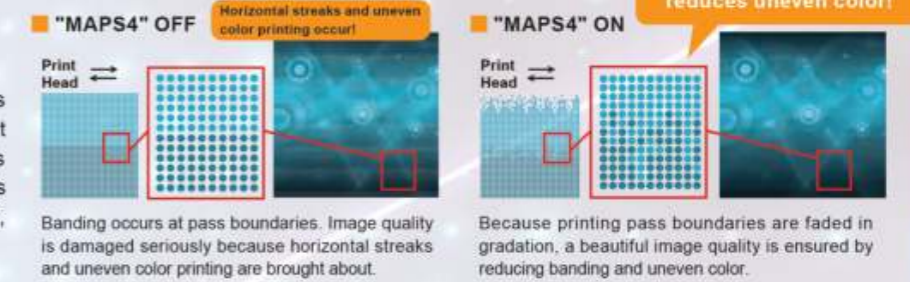 Horizontal streaks and uneven
color printing occur!
"MAPS4" OFF
Print
Head
Banding occurs at pass boundaries. Image quality
is damaged seriously because horizontal streaks
and uneven color printing are brought about.
reduces uneven color!
"MAPS4" ON
Print
Head
Because printing pass boundaries are faded in
gradation, a beautiful image quality is ensured by
reducing banding and uneven color.